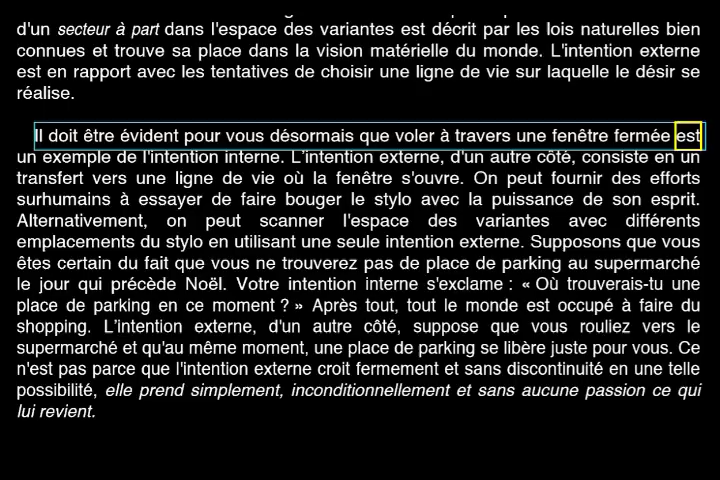 d'un secteur à part dans l'espace des variantes est décrit par les lois naturelles bien
connues et trouve sa place dans la vision matérielle du monde. L'intention externe
est en rapport avec les tentatives de choisir une ligne de vie sur laquelle le désir se
réalise.
Il doit être évident pour vous désormais que voler à travers une fenêtre fermée est
un exemple de l'intention interne. L'intention externe, d'un autre côté, consiste en un
transfert vers une ligne de vie où la fenêtre s'ouvre. On peut fournir des efforts
surhumains à essayer de faire bouger le stylo avec la puissance de son esprit.
Alternativement, on peut scanner l'espace des variantes avec différents
emplacements du stylo en utilisant une seule intention externe. Supposons que vous
êtes certain du fait que vous ne trouverez pas de place de parking au supermarché
le jour qui précède Noël. Votre intention interne s'exclame : « Où trouverais-tu une
place de parking en ce moment ? » Après tout, tout le monde est occupé à faire du
shopping. L'intention externe, d'un autre côté, suppose que vous rouliez vers le
supermarché et qu'au même moment, une place de parking se libère juste pour vous. Ce
n'est pas parce que l'intention externe croit fermement et sans discontinuité en une telle
possibilité, elle prend simplement, inconditionnellement et sans aucune passion ce qui
lui revient.